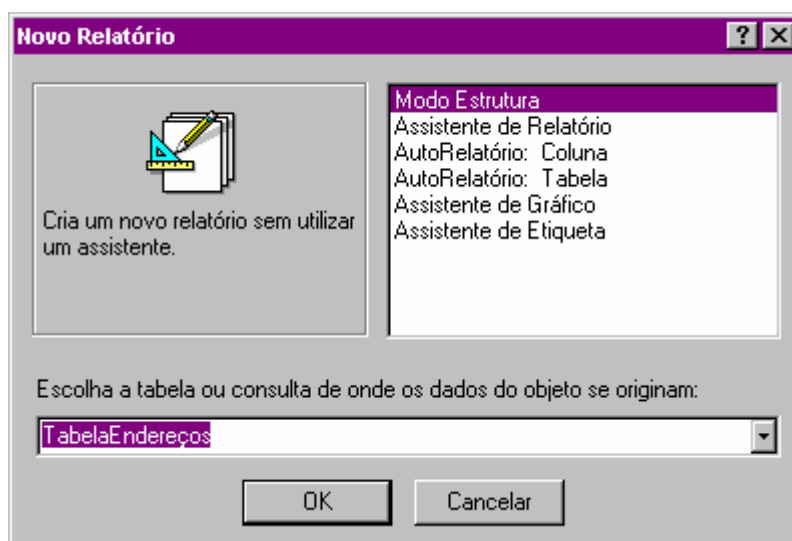 Novo Relatório
Modo Estrutura
Assistente de Relatório
AutoRelatório: Coluna
AutoRelatório: Tabela
Assistente de Gráfico
Assistente de Etiqueta
Cria um novo relatório sem utilizar
um assistente.
Escolha a tabela ou consulta de onde os dados do objeto se originam:
TabelaEndereços
OK
Cancelar